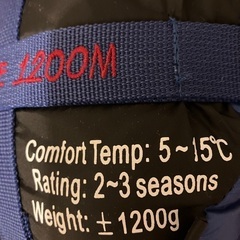 1200M
Comfort Temp: 5~15℃
Rating: 2~3 seasons
Weight: ±1200g